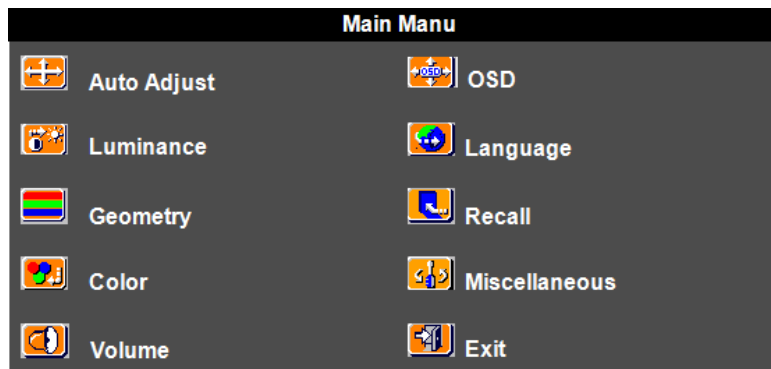 Main Manu
Auto Adjust
OSD
Luminance
Language
Geometry
Recall
Color
Miscellaneous
Volume
Exit